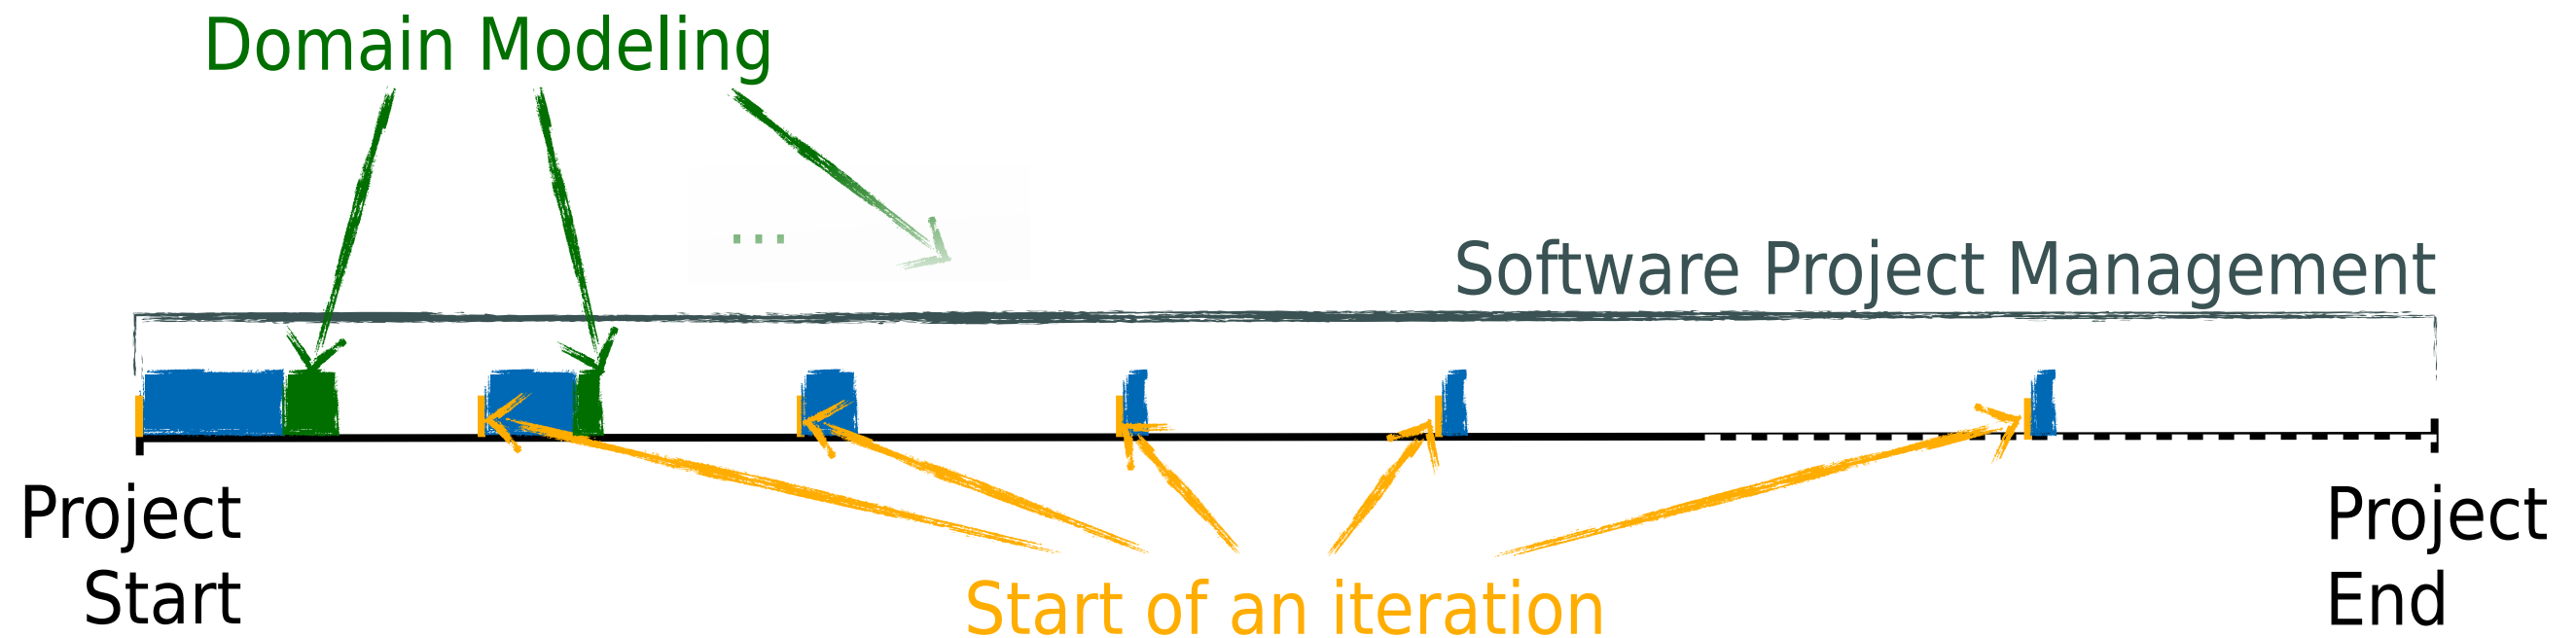 Domain Modeling
...
Software Project Management
Project
Start
Project
End
Start of an iteration